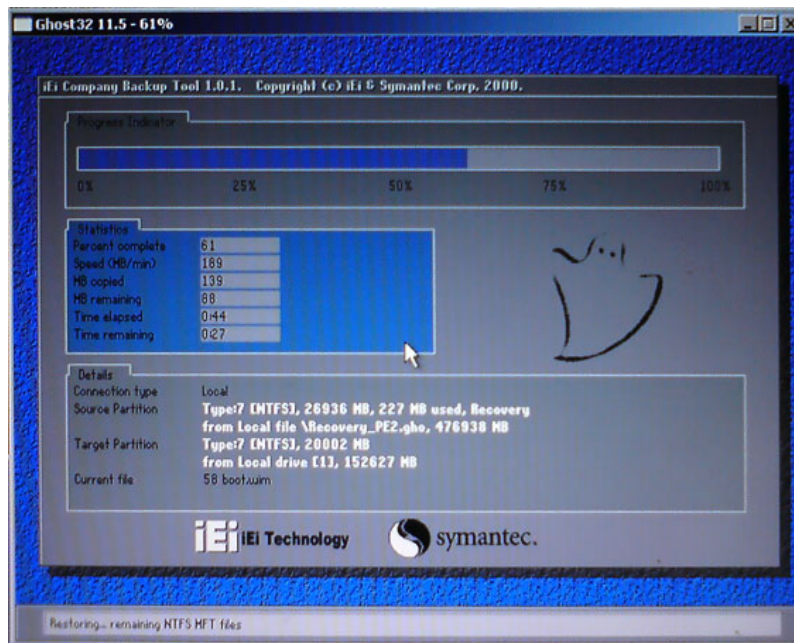 Ghost32 11.5 - 61%
iEi Company Backup Tool 1.0.1.   Copyright (c) iEi & Symantec Corp. 2000.
Progress Indicator
0% 25% 50% 75% 100%
Statistics
Percent complete 61
Speed (MB/min) 189
MB copied 139
MB remaining 88
Time elapsed 0:44
Time remaining 0:27
Details
Connection type Local
Source Partition Type:7 [NTFS], 26936 MB, 227 MB used, Recovery
from Local file \Recovery_PE2.gho, 476938 MB
Target Partition Type:7 [NTFS], 20002 MB
from Local drive [1], 152627 MB
Current file 58 boot.wim
iEi iEi Technology symantec.
Restoring... remaining NTFS MFT files